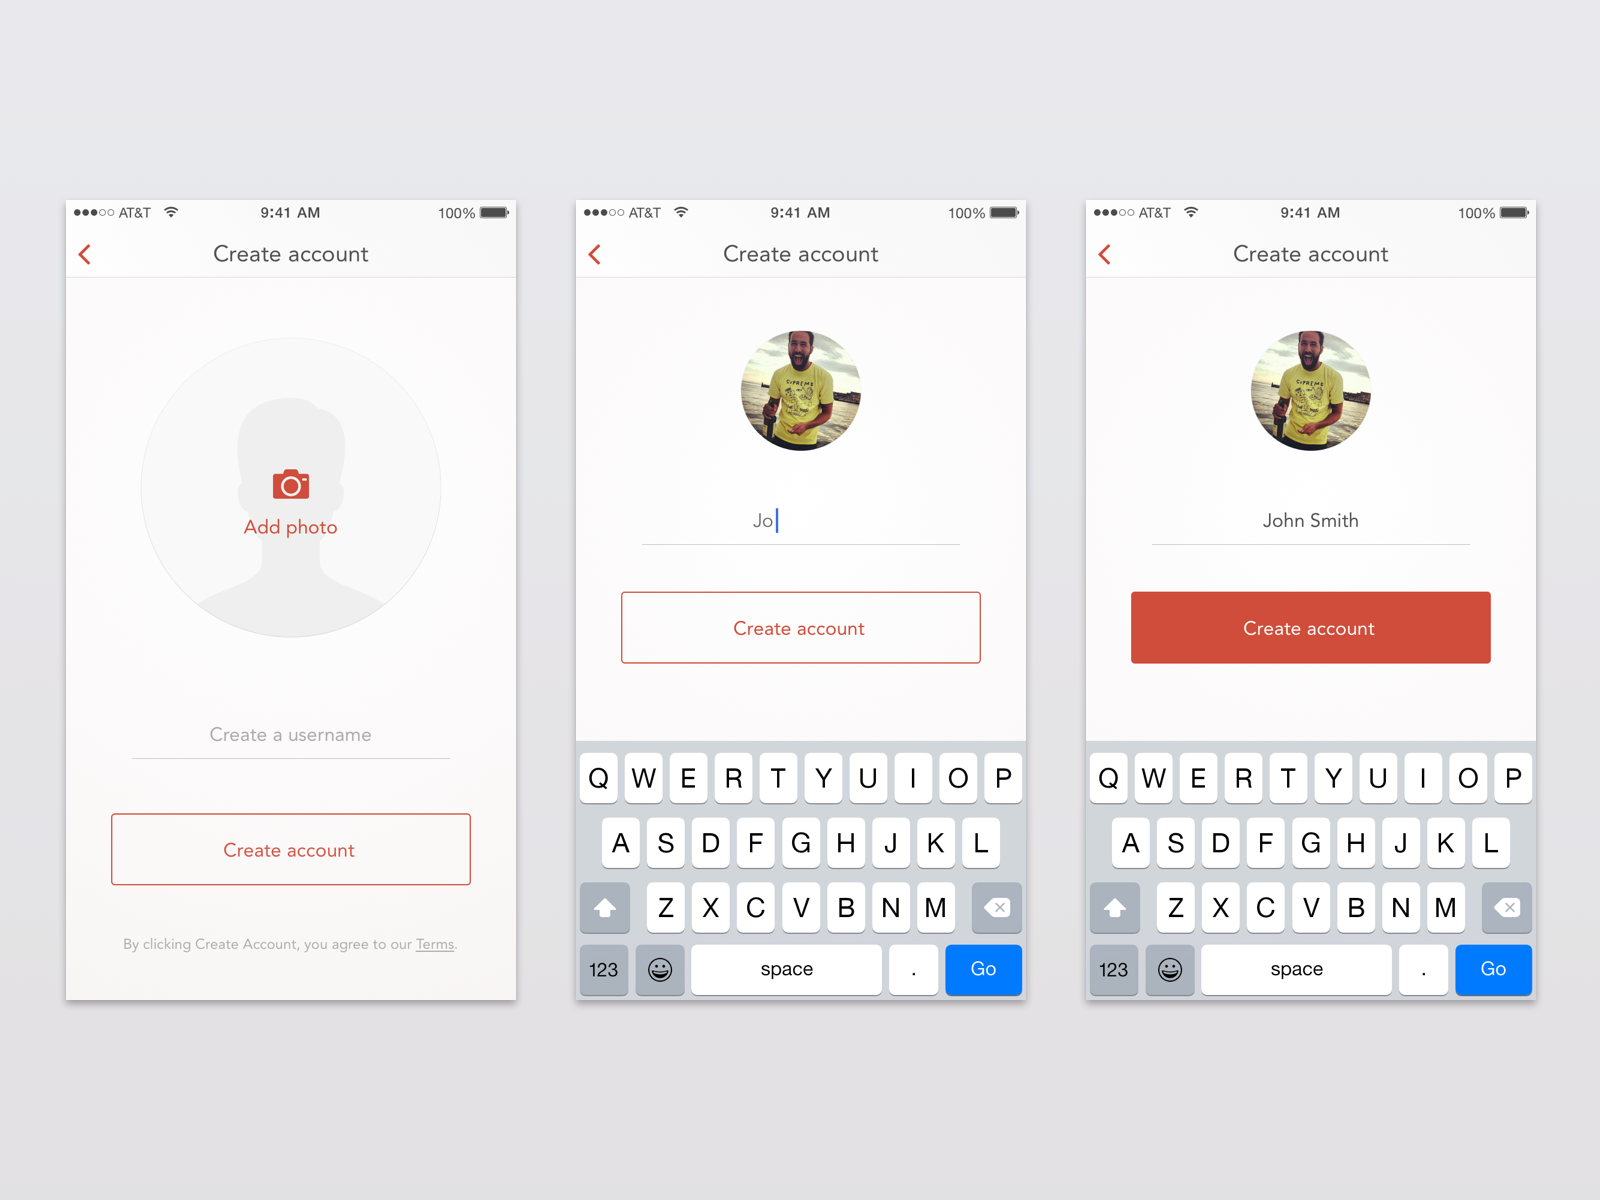 AT&T 9:41 AM 100%
Create account
Add photo
Create a username
Create account
By clicking Create Account, you agree to our Terms.
AT&T 9:41 AM 100%
Create account
SUPREME
Jo
Create account
Q W E R T Y U I O P
A S D F G H J K L
Z X C V B N M
123 space . Go
AT&T 9:41 AM 100%
Create account
SUPREME
John Smith
Create account
Q W E R T Y U I O P
A S D F G H J K L
Z X C V B N M
123 space . Go